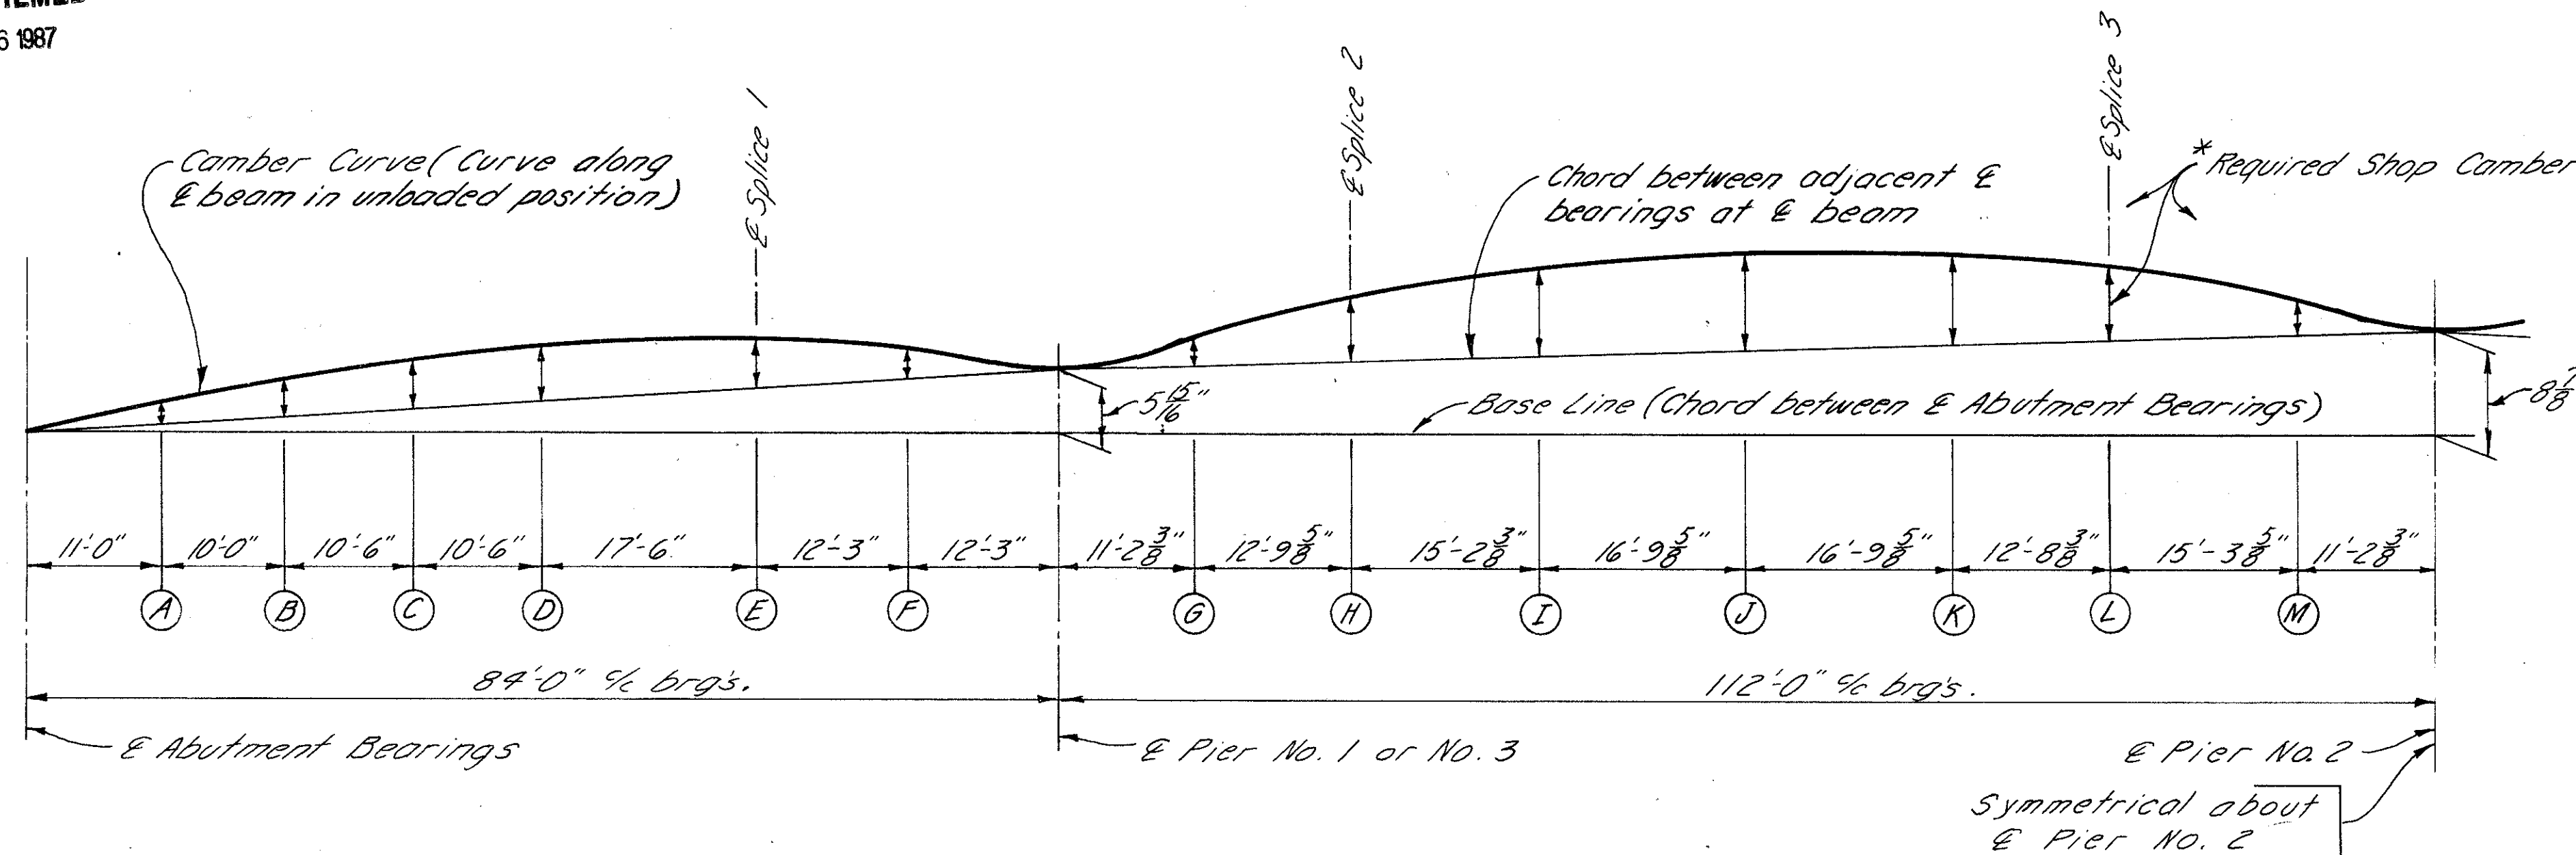 6 1987
℄ Splice 1
℄ Splice 2
℄ Splice 3
Camber Curve (Curve along
℄ beam in unloaded position)
Chord between adjacent ℄
bearings at ℄ beam
* Required Shop Camber
5 15/16"
Base Line (Chord between ℄ Abutment Bearings)
8 7/8
11'-0" 10'-0" 10'-6" 10'-6" 17'-6" 12'-3" 12'-3" 11'-2 3/8" 12'-9 5/8" 15'-2 3/8" 16'-9 5/8" 16'-9 5/8" 12'-8 3/8" 15'-3 5/8" 11'-2 3/8"
A B C D E F G H I J K L M
84'-0" c/c brg's. 112'-0" c/c brg's.
℄ Abutment Bearings
℄ Pier No. 1 or No. 3
℄ Pier No. 2
Symmetrical about
℄ Pier No. 2